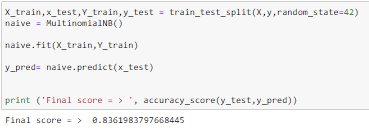 X_train,x_test,Y_train,y_test = train_test_split(X,y,random_state=42)
naive = MultinomialNB()
naive.fit(X_train,Y_train)
y_pred= naive.predict(x_test)
print ('Final score = > ', accuracy_score(y_test,y_pred))
Final score = >  0.8361983797668445